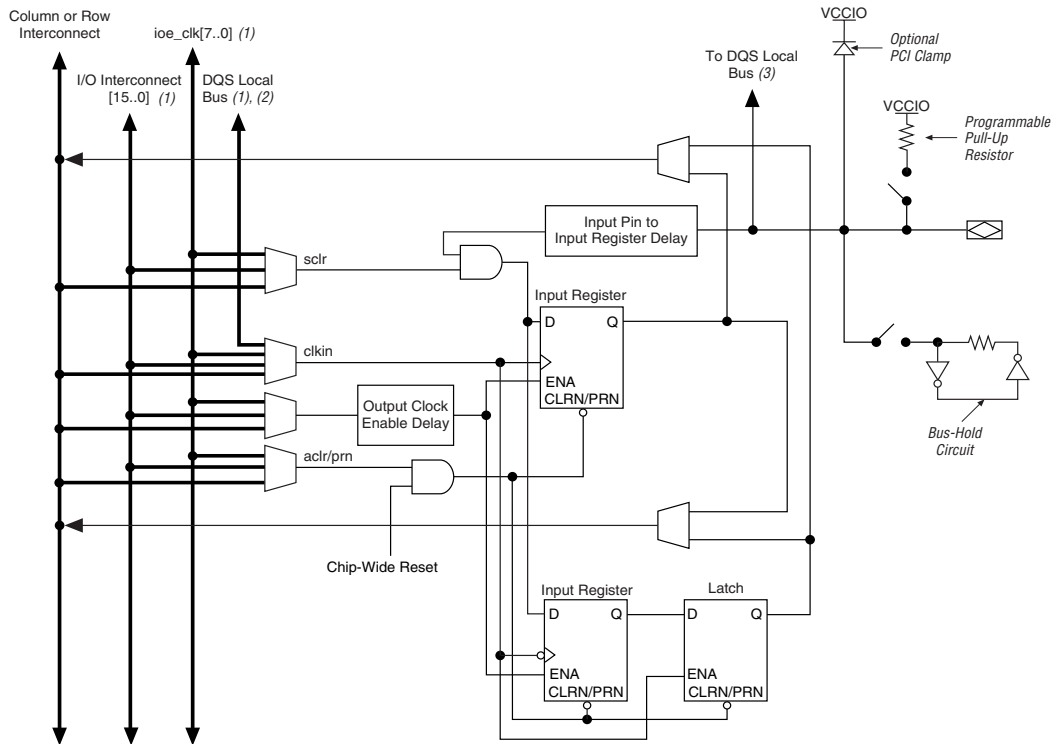 Column or Row
Interconnect
ioe_clk[7..0] (1)
I/O Interconnect
[15..0] (1)
DQS Local
Bus (1), (2)
To DQS Local
Bus (3)
VCCIO
Optional
PCI Clamp
VCCIO
Programmable
Pull-Up
Resistor
Input Pin to
Input Register Delay
sclr
Input Register
D Q
clkin
ENA
CLRN/PRN
Output Clock
Enable Delay
aclr/prn
Bus-Hold
Circuit
Chip-Wide Reset
Input Register
D Q
ENA
CLRN/PRN
Latch
D Q
ENA
CLRN/PRN